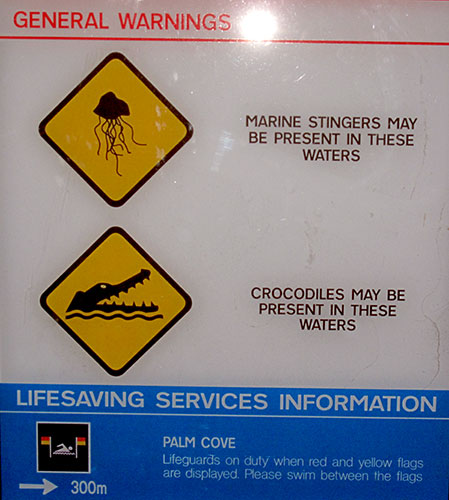 GENERAL WARNINGS
MARINE STINGERS MAY
BE PRESENT IN THESE
WATERS
CROCODILES MAY BE
PRESENT IN THESE
WATERS
LIFESAVING SERVICES INFORMATION
PALM COVE
Lifeguards on duty when red and yellow flags
are displayed. Please swim between the flags
300m